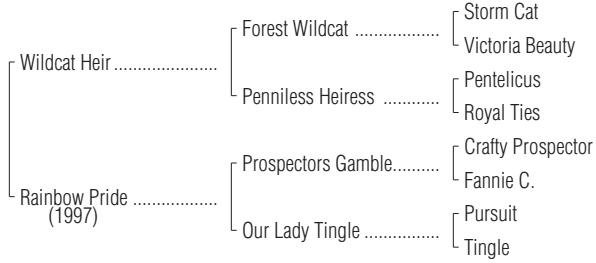 Storm Cat
Forest Wildcat ..................
Victoria Beauty
Wildcat Heir ......................
Pentelicus
Penniless Heiress ............
Royal Ties
Crafty Prospector
Prospectors Gamble..........
Fannie C.
Rainbow Pride ..................
(1997)
Pursuit
Our Lady Tingle ................
Tingle